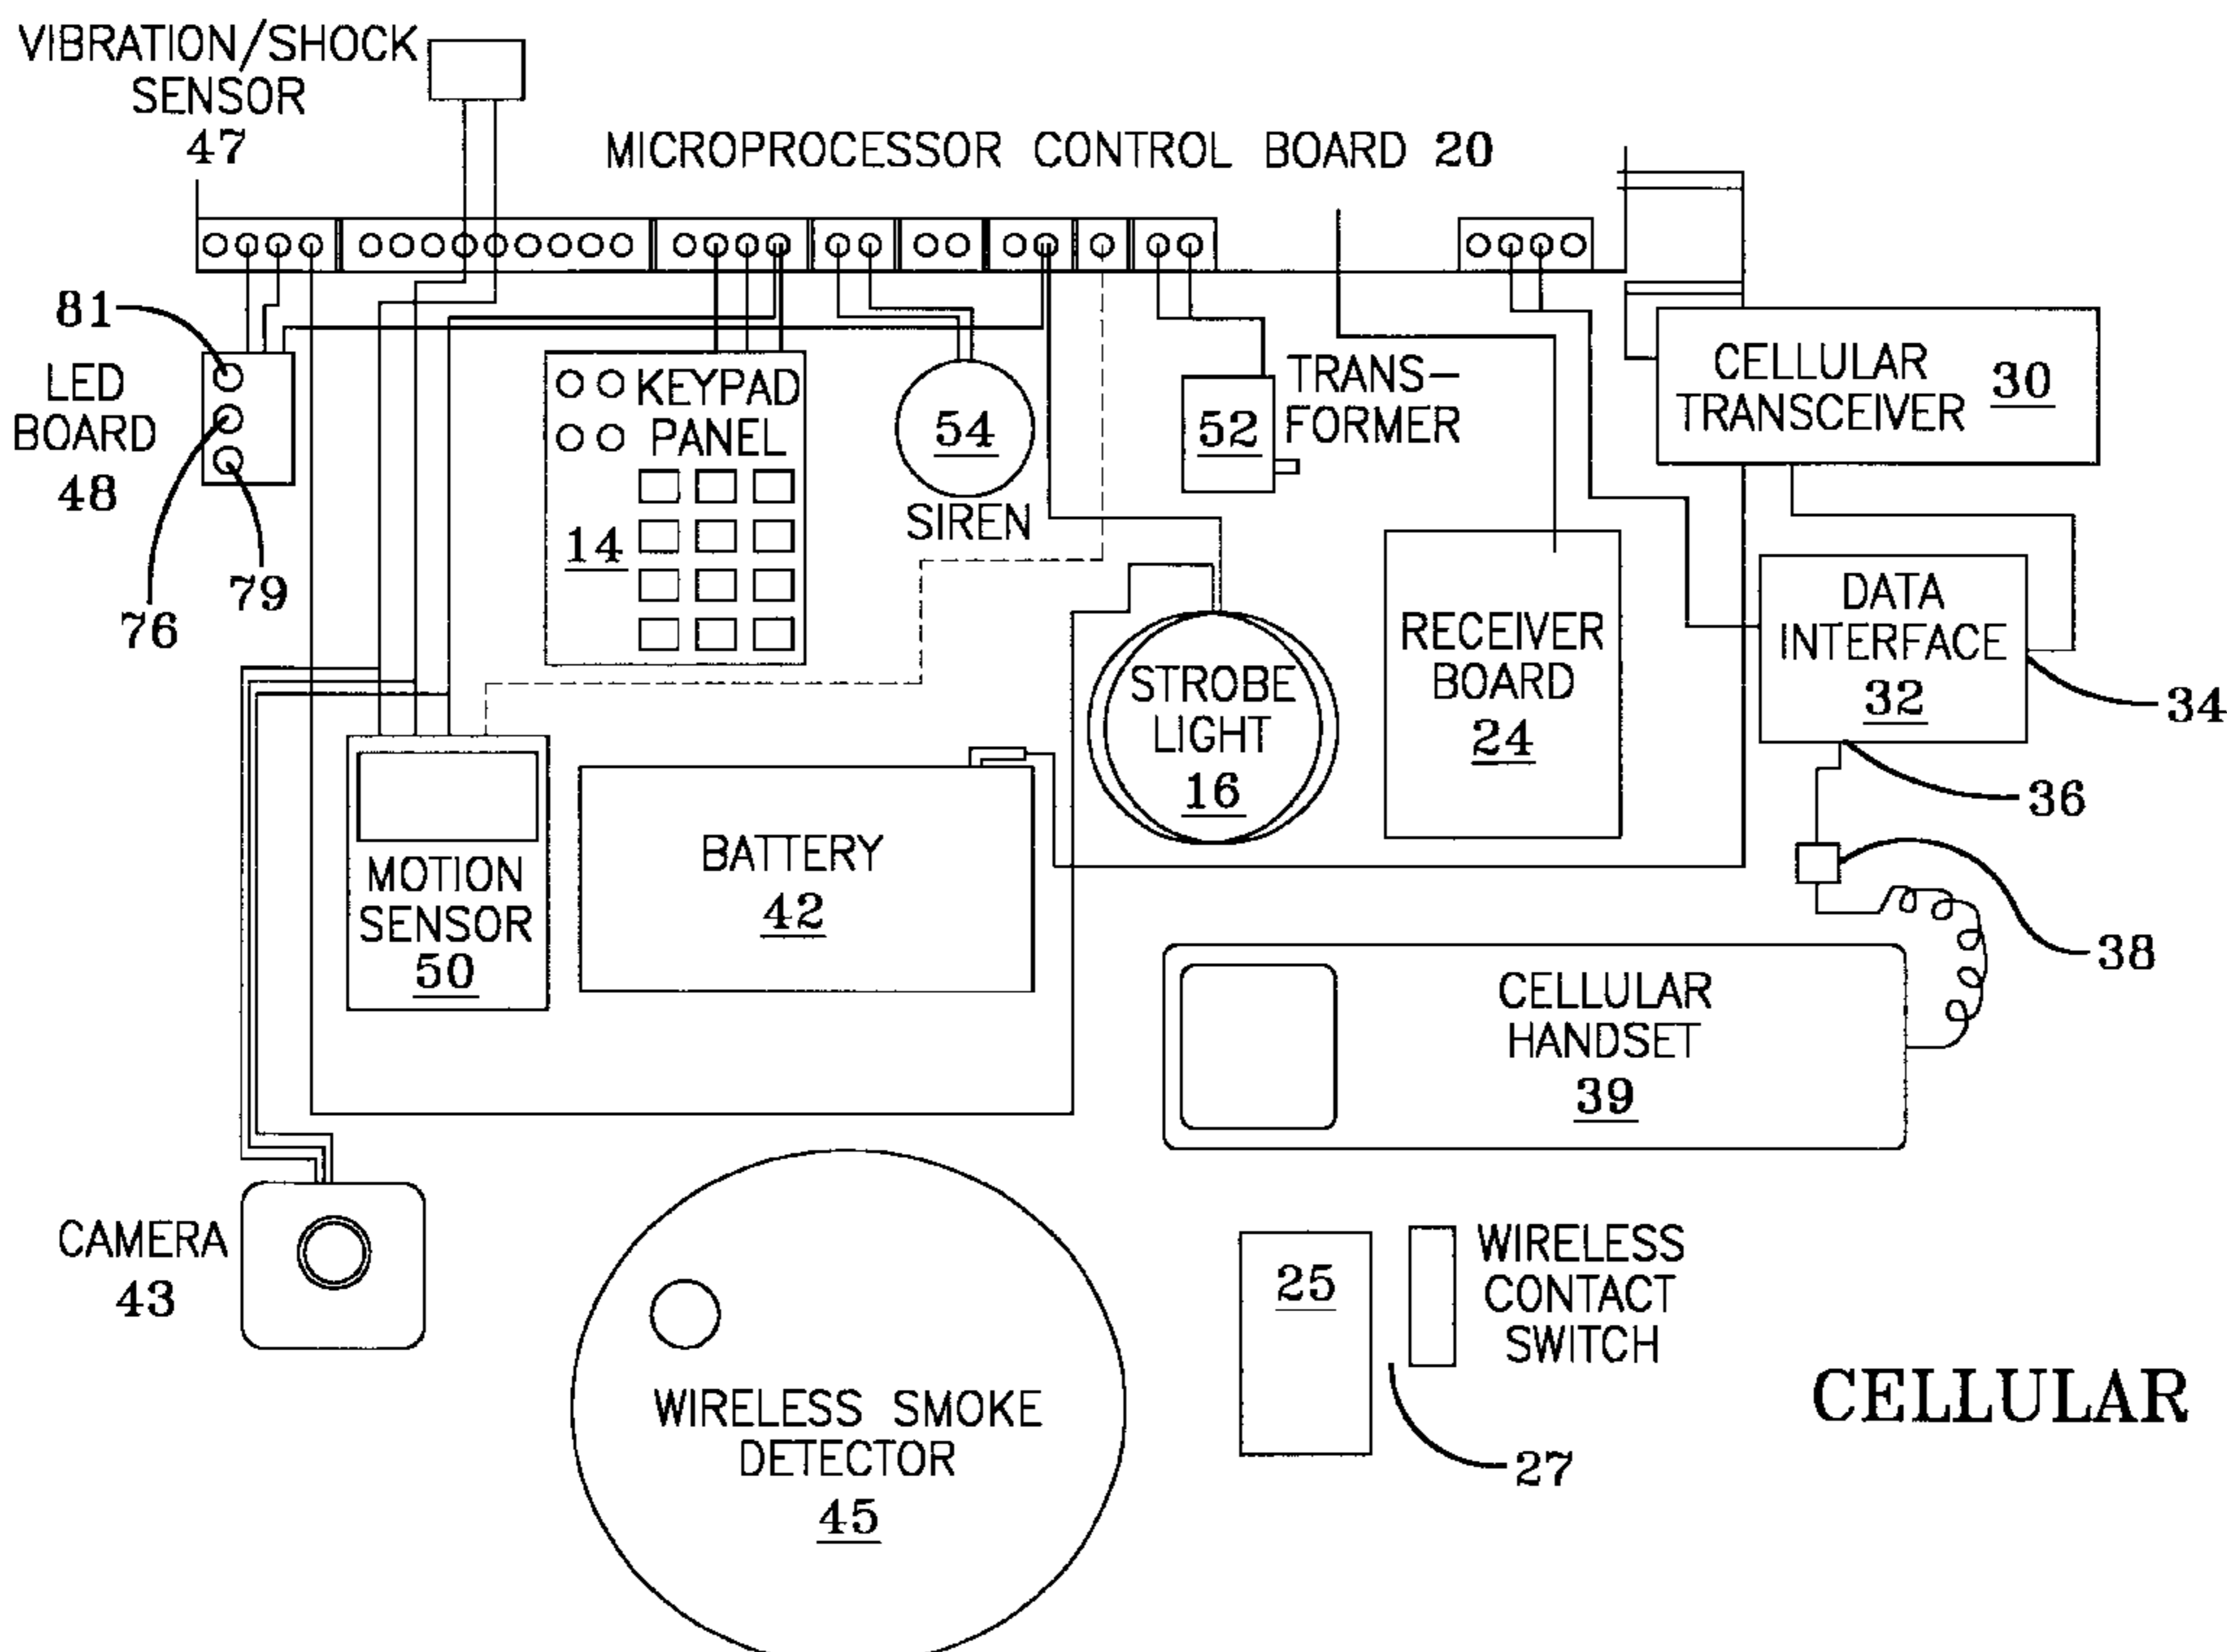 VIBRATION/SHOCK
SENSOR
47
MICROPROCESSOR CONTROL BOARD 20
81
LED
BOARD
48
76
79
KEYPAD
PANEL
14
54
SIREN
52
TRANS-
FORMER
CELLULAR
TRANSCEIVER
30
DATA
INTERFACE
32
34
36
38
RECEIVER
BOARD
24
STROBE
LIGHT
16
MOTION
SENSOR
50
BATTERY
42
CELLULAR
HANDSET
39
CAMERA
43
WIRELESS SMOKE
DETECTOR
45
25
WIRELESS
CONTACT
SWITCH
27
CELLULAR